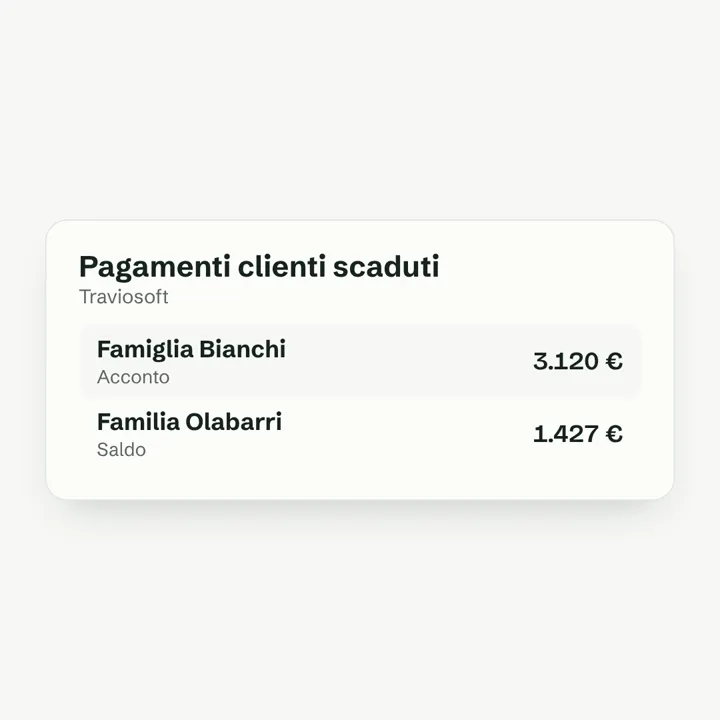 Pagamenti clienti scaduti
Traviosoft
Famiglia Bianchi
Acconto
3.120 €
Familia Olabarri
Saldo
1.427 €